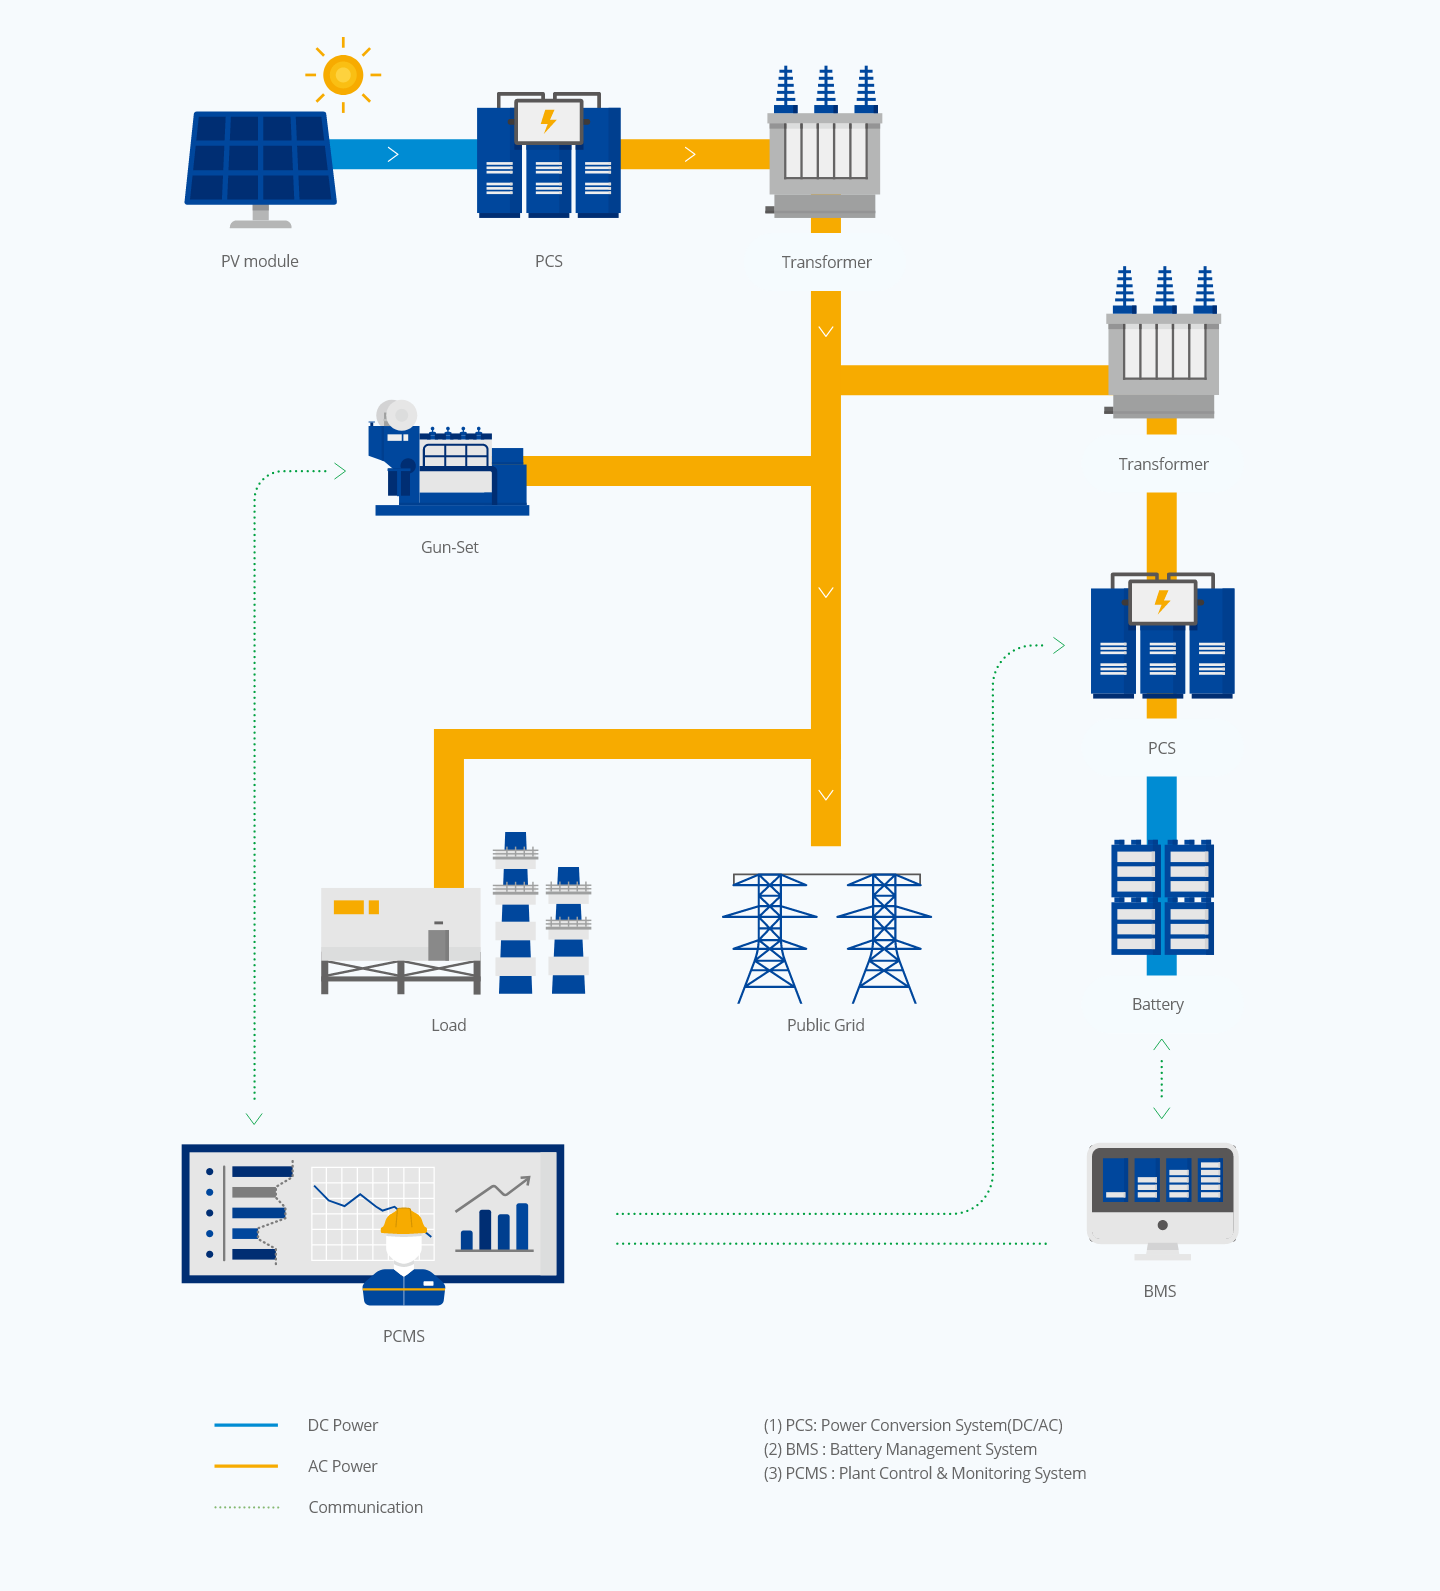 PV module
PCS
Transformer
Transformer
Gun-Set
PCS
Battery
Load
Public Grid
BMS
PCMS
DC Power
AC Power
Communication
(1) PCS: Power Conversion System(DC/AC)
(2) BMS : Battery Management System
(3) PCMS : Plant Control & Monitoring System